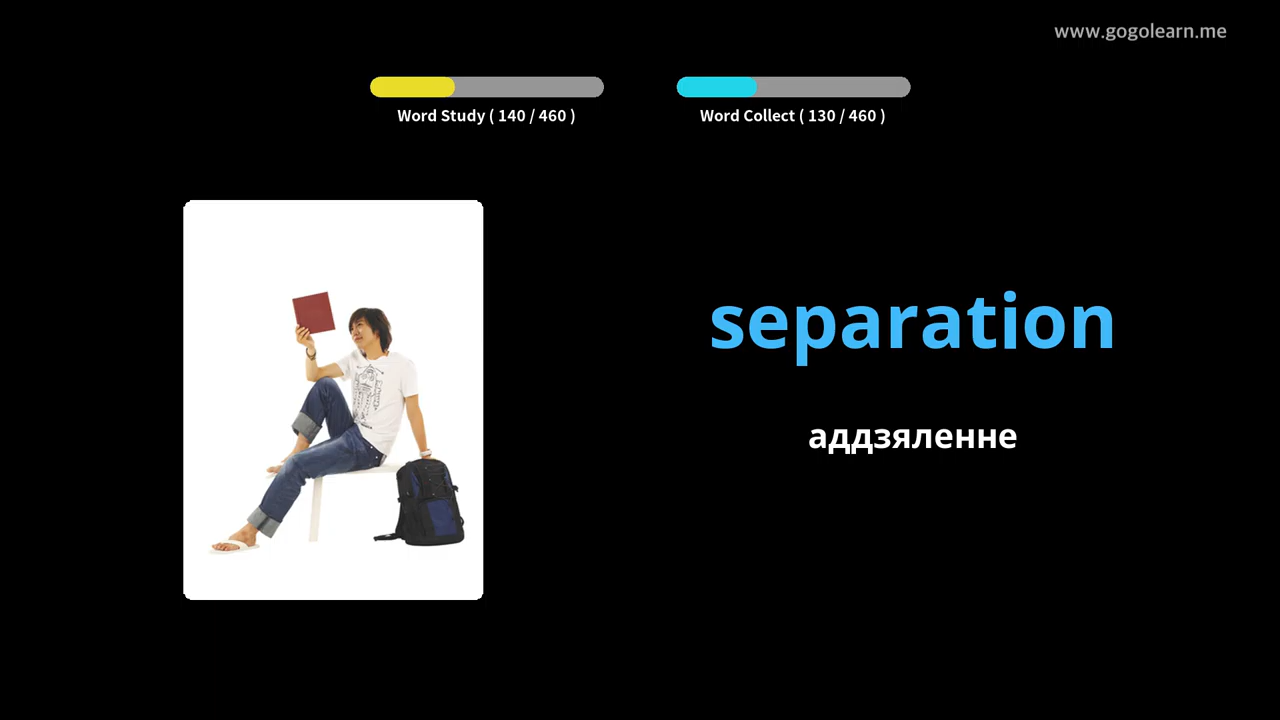 www.gogolearn.me
Word Study ( 140 / 460 )
Word Collect ( 130 / 460 )
separation
аддзяленне